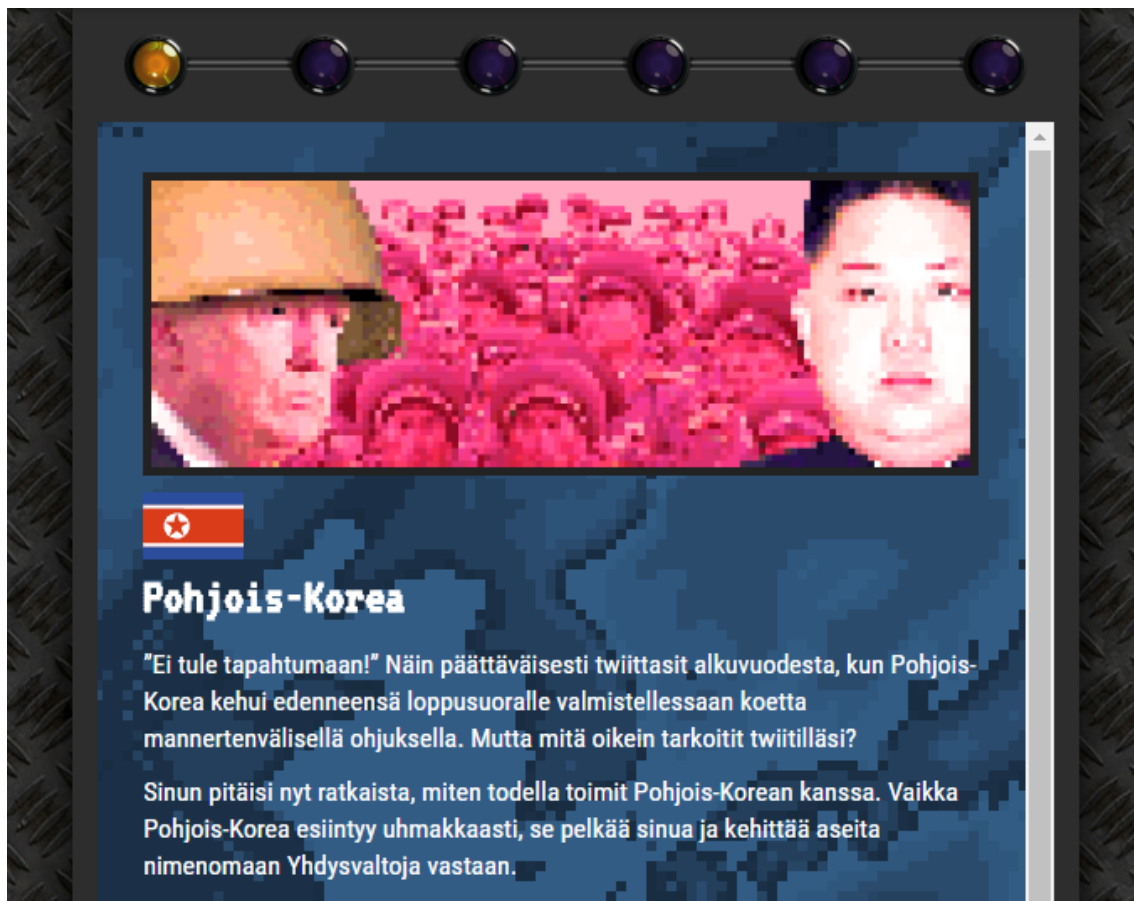 Pohjois-Korea
”Ei tule tapahtumaan!” Näin päättäväisesti twiittasit alkuvuodesta, kun Pohjois-
Korea kehui edenneensä loppusuoralle valmistellessaan koetta
mannertenvälisellä ohjuksella. Mutta mitä oikein tarkoitit twiitilläsi?
Sinun pitäisi nyt ratkaista, miten todella toimit Pohjois-Korean kanssa. Vaikka
Pohjois-Korea esiintyy uhmakkaasti, se pelkää sinua ja kehittää aseita
nimenomaan Yhdysvaltoja vastaan.